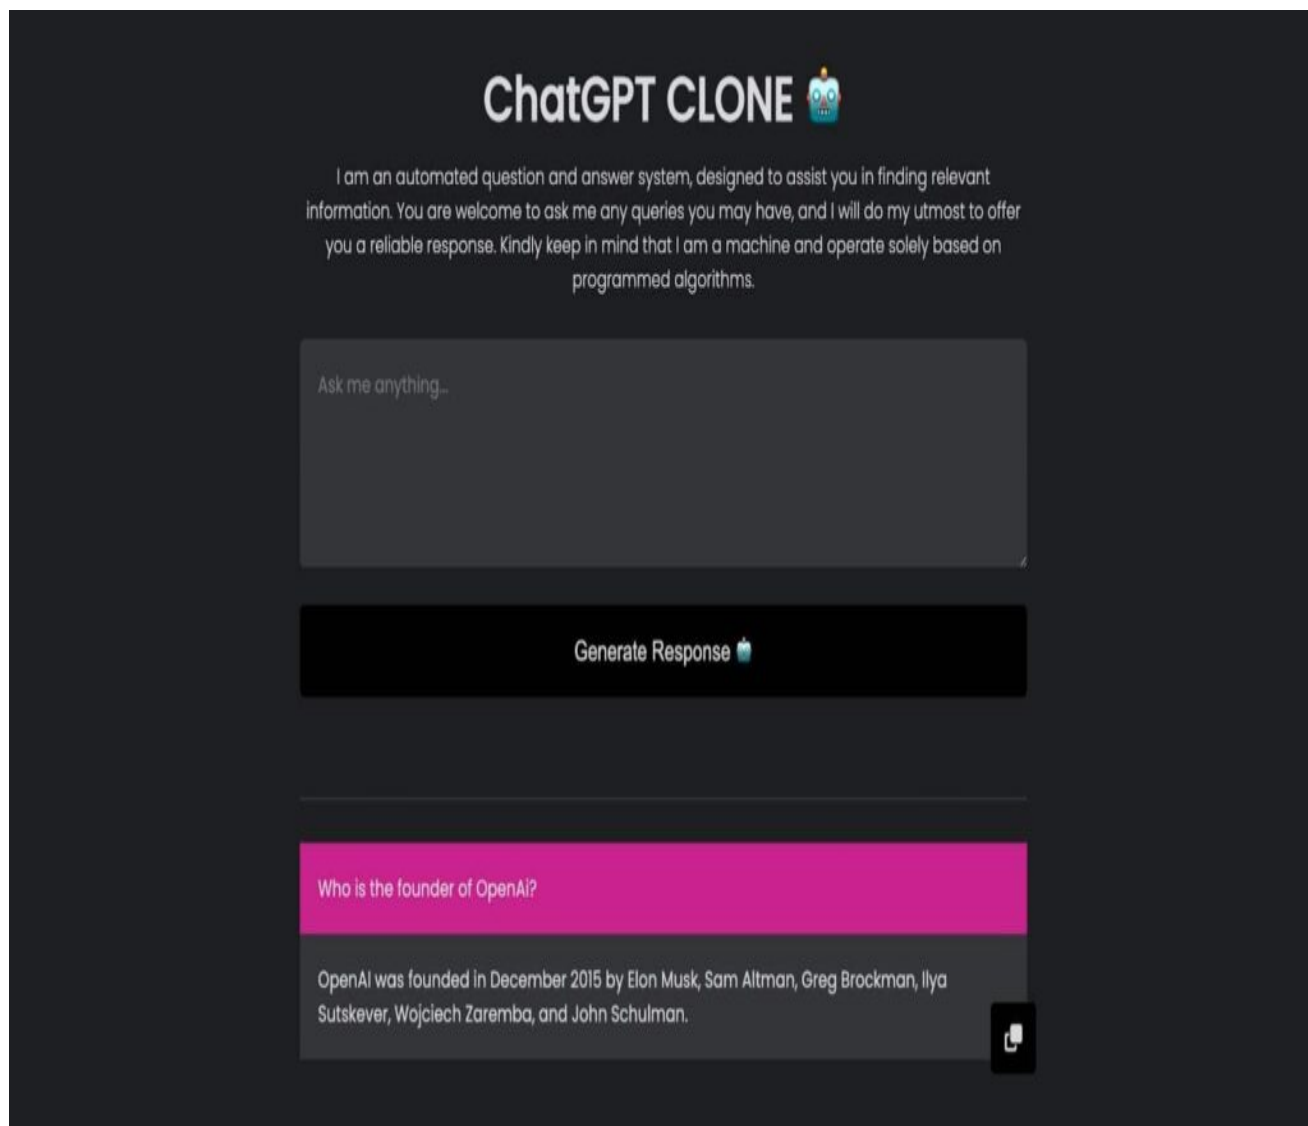 ChatGPT CLONE 🤖
I am an automated question and answer system, designed to assist you in finding relevant
information. You are welcome to ask me any queries you may have, and I will do my utmost to offer
you a reliable response. Kindly keep in mind that I am a machine and operate solely based on
programmed algorithms.
Ask me anything...
Generate Response 🤖
Who is the founder of OpenAi?
OpenAI was founded in December 2015 by Elon Musk, Sam Altman, Greg Brockman, Ilya
Sutskever, Wojciech Zaremba, and John Schulman.